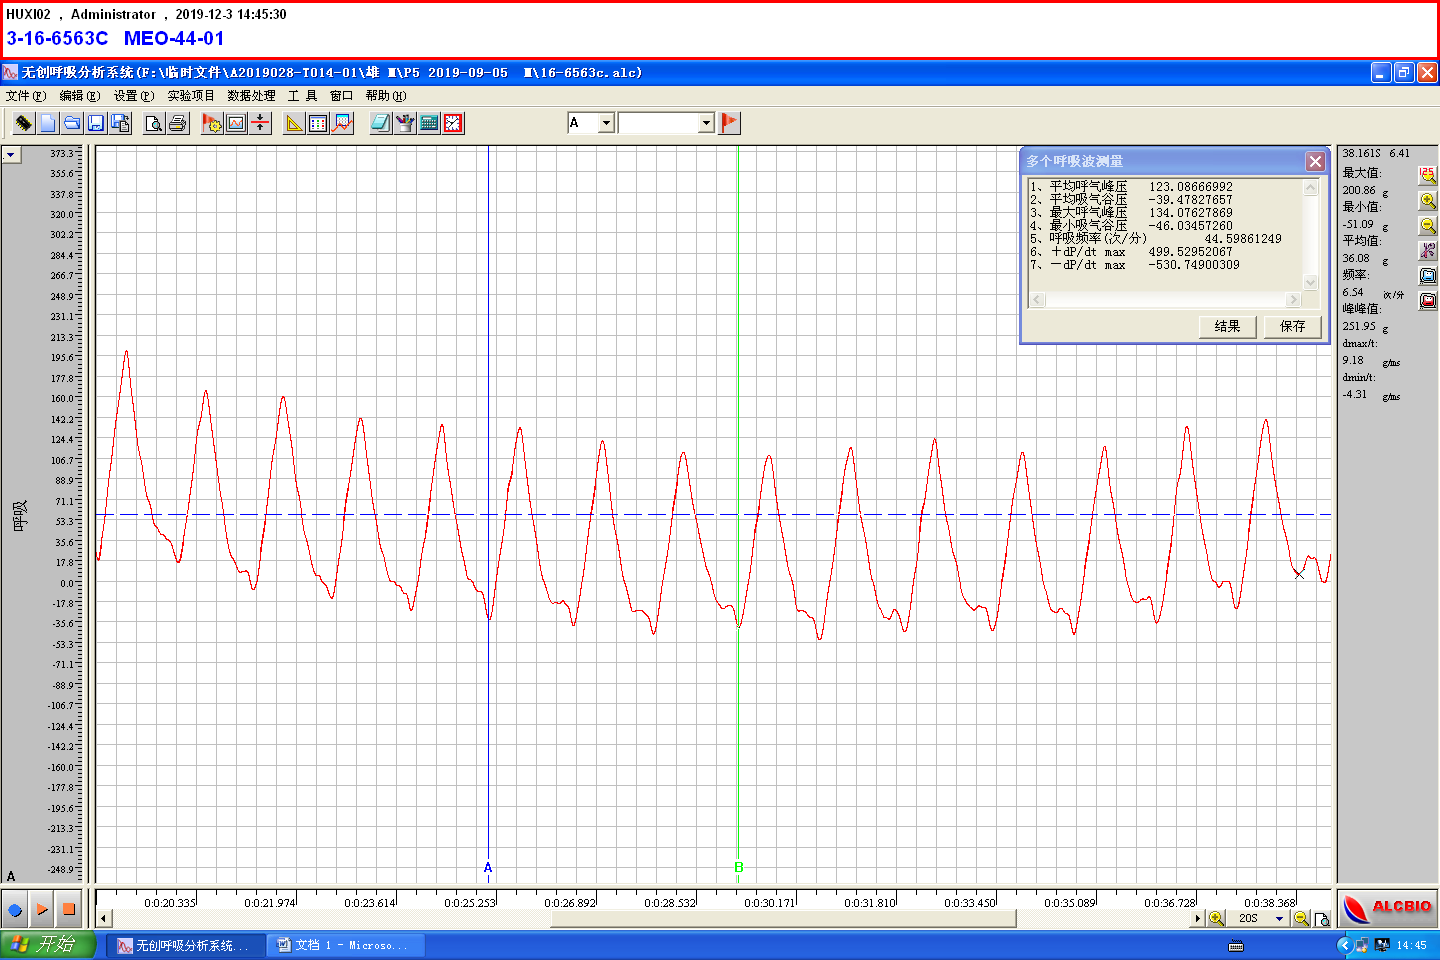 HUXI02 , Administrator , 2019-12-3 14:45:30
3-16-6563C MEO-44-01
无创呼吸分析系统(F:\临时文件\A2019028-T014-01\雄 M\P5 2019-09-05 M\16-6563c.alc)
文件(F) 编辑(E) 设置(P) 实验项目 数据处理 工 具 窗口 帮助(H)
A
373.3
355.6
337.8
320.0
302.2
284.4
266.7
248.9
231.1
213.3
195.6
177.8
160.0
142.2
124.4
106.7
88.9
71.1
53.3
35.6
17.8
0.0
-17.8
-35.6
-53.3
-71.1
-88.9
-106.7
-124.4
-142.2
-160.0
-177.8
-195.6
-213.3
-231.1
-248.9
呼吸
A
多个呼吸波测量
1、平均呼气峰压 123.08666992
2、平均吸气谷压 -39.47827657
3、最大呼气峰压 134.07627869
4、最小吸气谷压 -46.03457260
5、呼吸频率(次/分) 44.59861249
6、＋dP/dt max 499.52952067
7、－dP/dt max -530.74900309
结果 保存
38.161S 6.41
最大值:
200.86 g
最小值:
-51.09 g
平均值:
36.08 g
频率:
6.54 次/分
峰峰值:
251.95 g
dmax/t:
9.18 g/ms
dmin/t:
-4.31 g/ms
125
A B
0:0:20.335 0:0:21.974 0:0:23.614 0:0:25.253 0:0:26.892 0:0:28.532 0:0:30.171 0:0:31.810 0:0:33.450 0:0:35.089 0:0:36.728 0:0:38.368
20S
ALCBIO
开始 无创呼吸分析系统... 文档 1 - Microso... 14:45